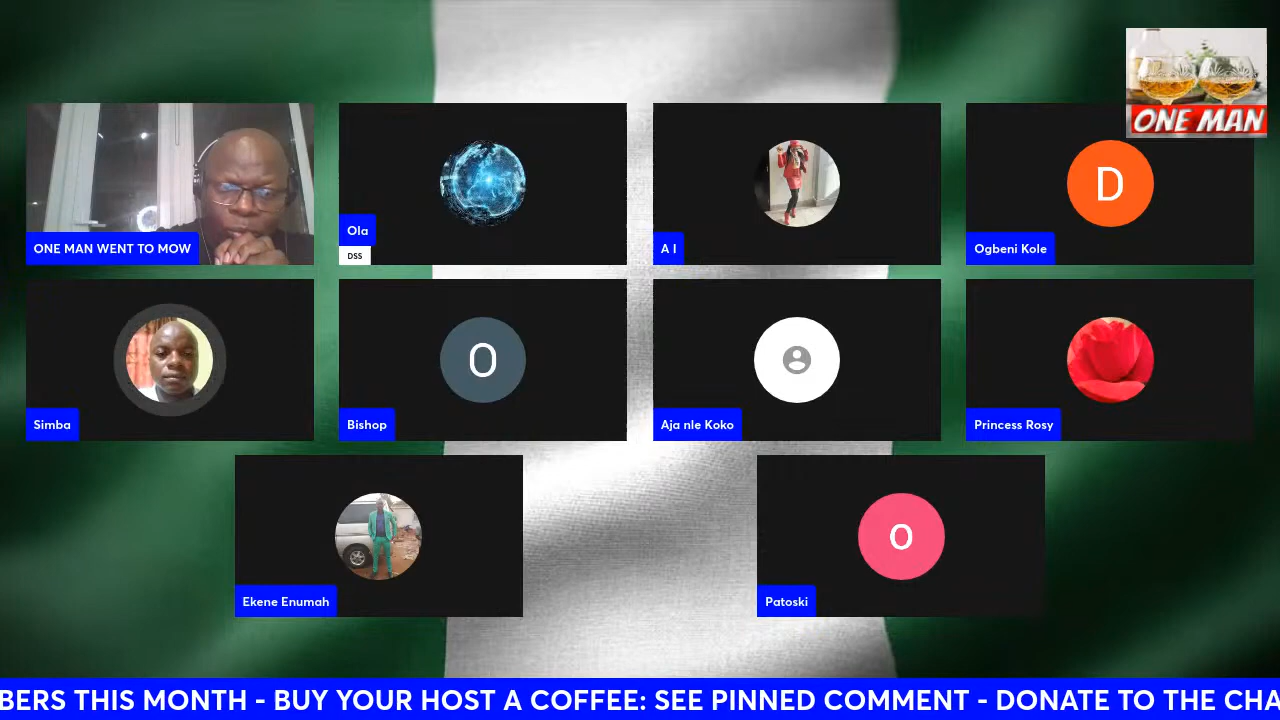 ONE MAN
ONE MAN WENT TO MOW
Ola
DSS
A I
D
Ogbeni Kole
Simba
O
Bishop
Aja nle Koko
Princess Rosy
Ekene Enumah
O
Patoski
BERS THIS MONTH - BUY YOUR HOST A COFFEE: SEE PINNED COMMENT - DONATE TO THE CHA